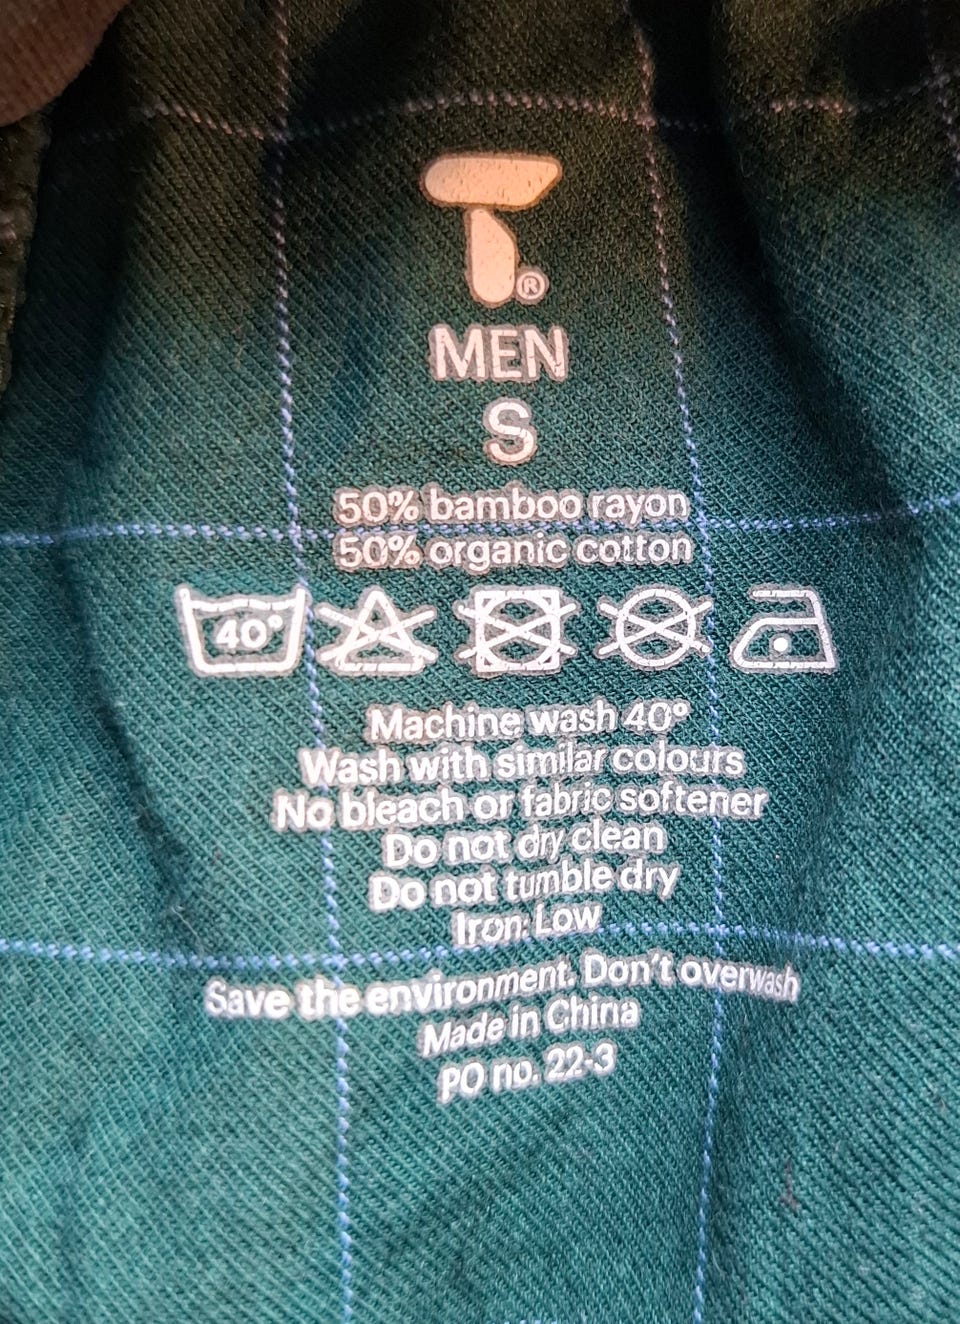 T®
MEN
S
50% bamboo rayon
50% organic cotton
40°
Machine wash 40°
Wash with similar colours
No bleach or fabric softener
Do not dry clean
Do not tumble dry
Iron: Low
Save the environment. Don't overwash
Made in China
PO no. 22-3